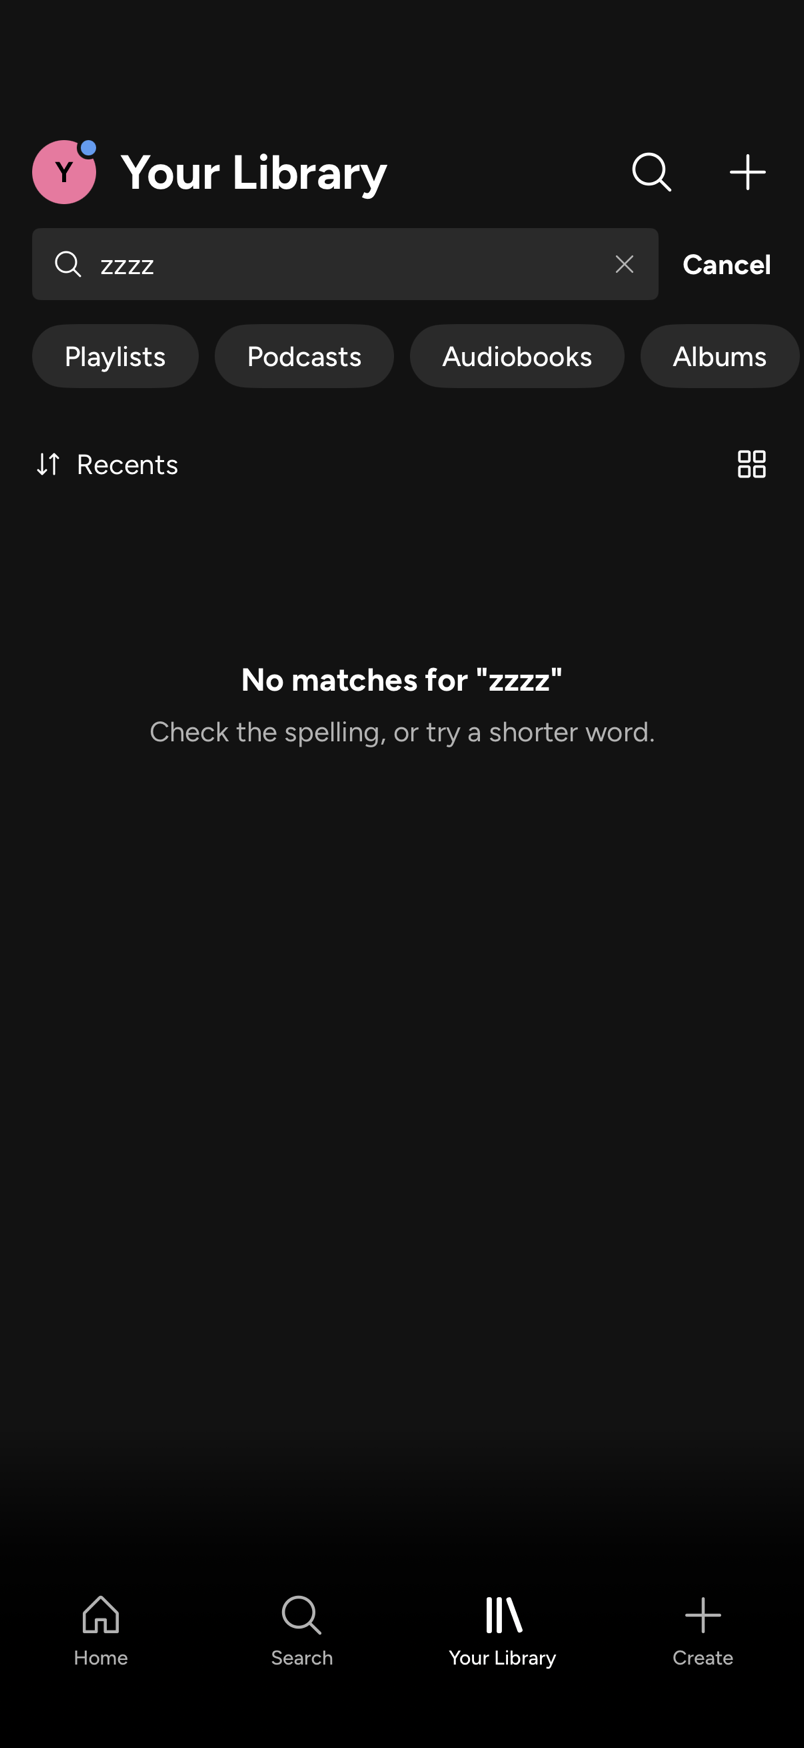 Y
Your Library
zzzz
Cancel
Playlists
Podcasts
Audiobooks
Albums
Recents
No matches for "zzzz"
Check the spelling, or try a shorter word.
Home
Search
Your Library
Create